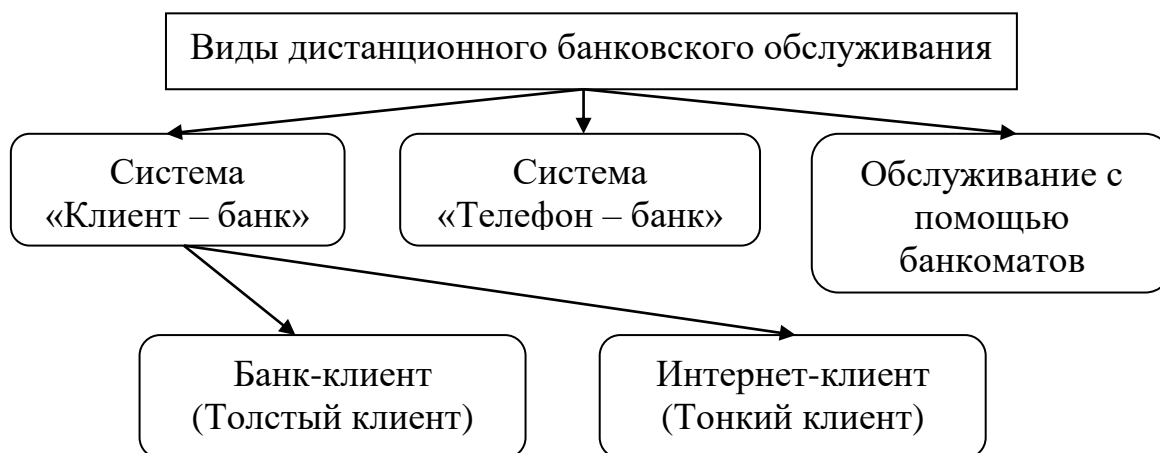 Виды дистанционного банковского обслуживания
Система
«Клиент – банк»
Система
«Телефон – банк»
Обслуживание с
помощью
банкоматов
Банк-клиент
(Толстый клиент)
Интернет-клиент
(Тонкий клиент)